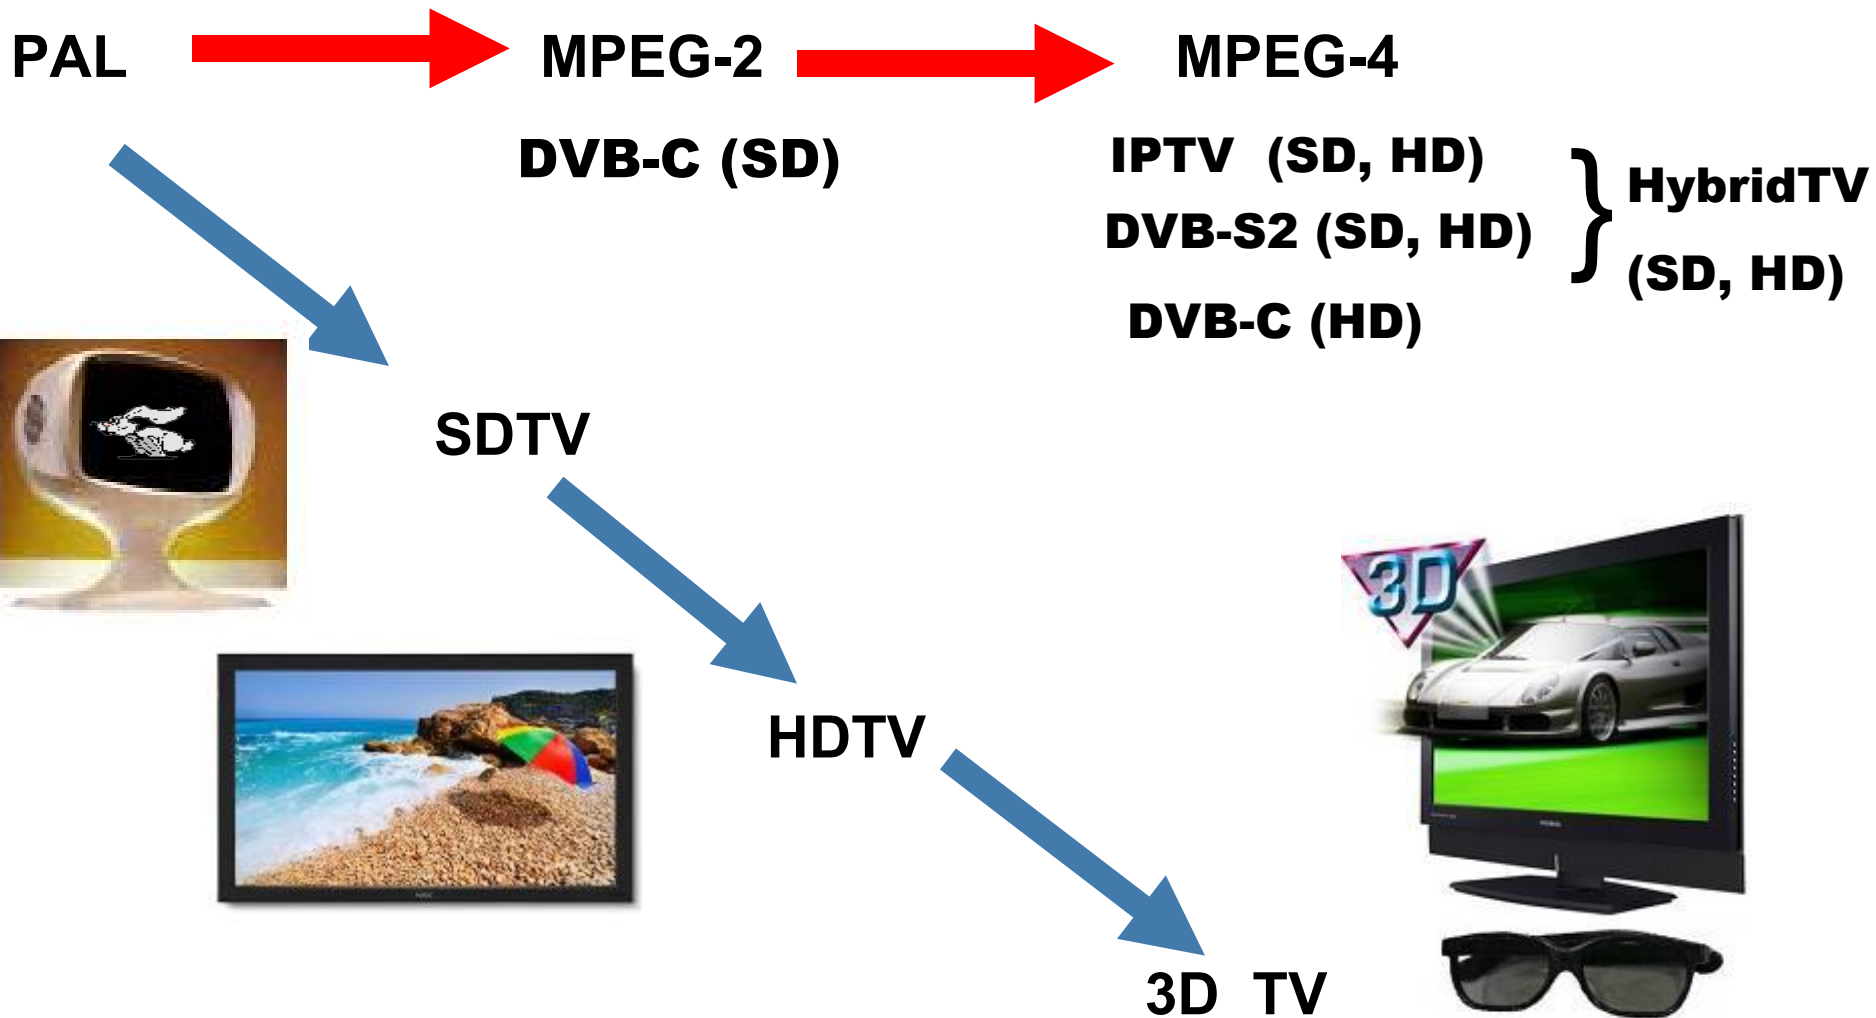 PAL
MPEG-2
MPEG-4
DVB-C (SD)
IPTV (SD, HD)
DVB-S2 (SD, HD)
DVB-C (HD)
}
HybridTV
(SD, HD)
SDTV
HDTV
3D
3D TV